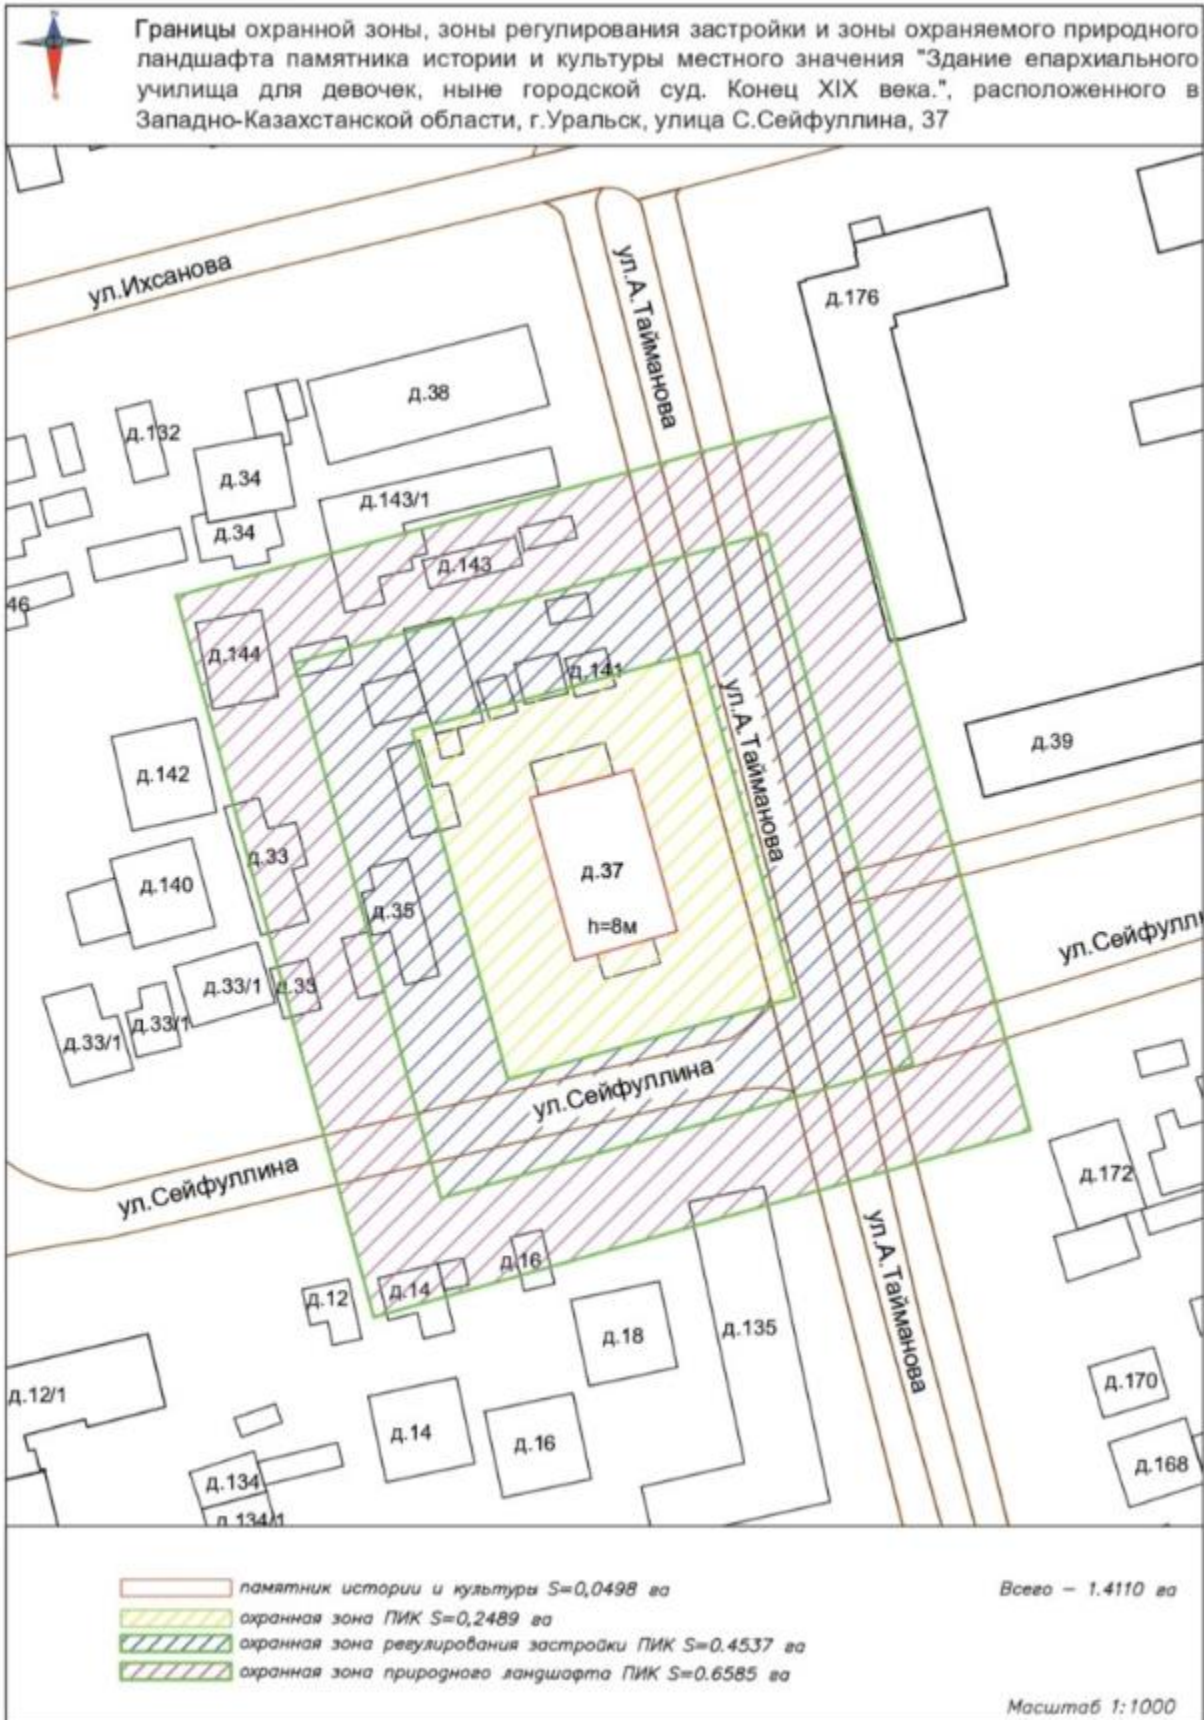 Границы охранной зоны, зоны регулирования застройки и зоны охраняемого природного
ландшафта памятника истории и культуры местного значения "Здание епархиального
училища для девочек, ныне городской суд. Конец XIX века.", расположенного в
Западно-Казахстанской области, г.Уральск, улица С.Сейфуллина, 37
ул.Ихсанова
ул.А.Тайманова
д.176
д.38
д.132
д.34
д.143/1
д.34
д.143
46
д.144
д.141
ул.А.Тайманова
д.39
д.142
д.33
д.37
д.140
д.35
h=8м
ул.Сейфулл
д.33/1
д.33
д.33/1
д.33/1
ул.Сейфуллина
ул.Сейфуллина
д.172
ул.А.Тайманова
д.16
д.14
д.12
д.135
д.18
д.170
д.12/1
д.14
д.16
д.168
д.134
д.134/1
памятник истории и культуры S=0,0498 га
Всего – 1.4110 га
охранная зона ПИК S=0,2489 га
охранная зона регулирования застройки ПИК S=0.4537 га
охранная зона природного ландшафта ПИК S=0.6585 га
Масштаб 1:1000